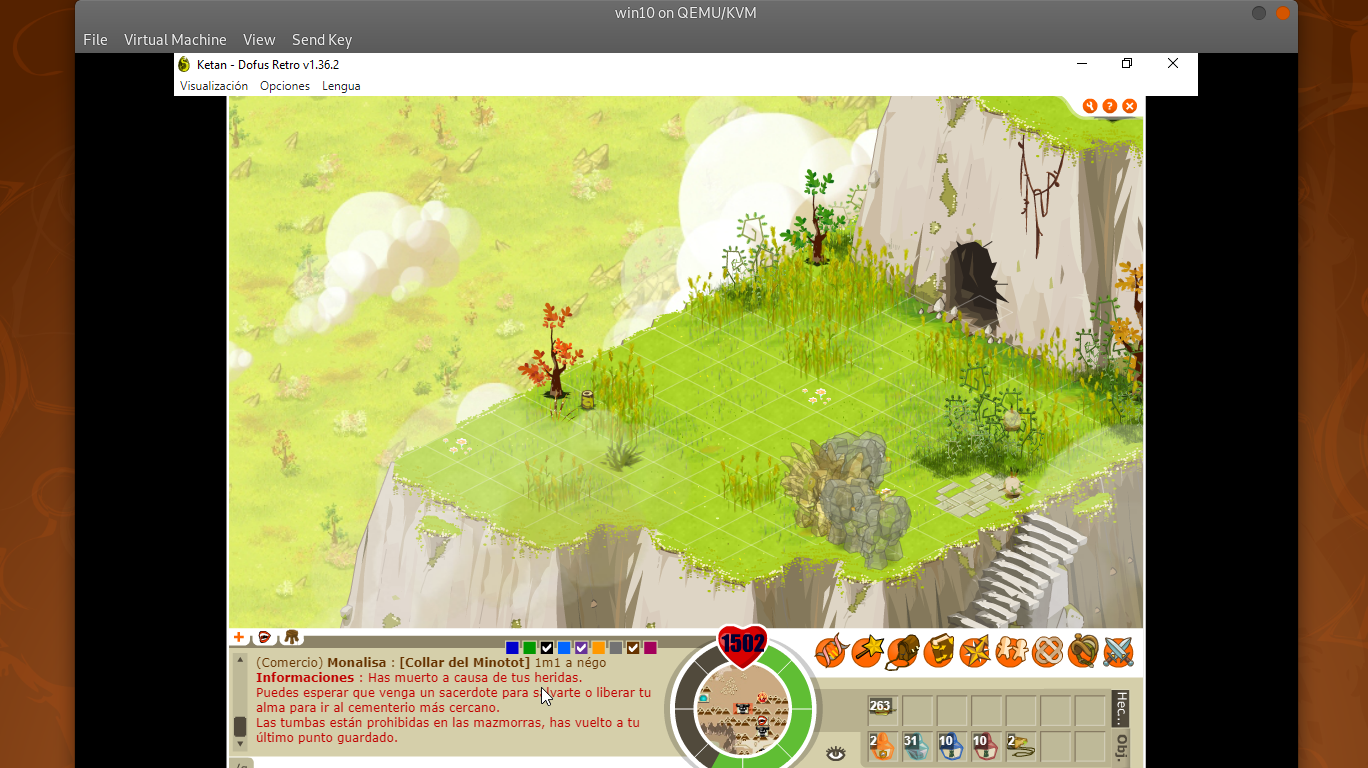 win10 on QEMU/KVM
File Virtual Machine View Send Key
Ketan - Dofus Retro v1.36.2
Visualización Opciones Lengua
1502
(Comercio) Monalisa : [Collar del Minotot] 1m1 a négo
Informaciones : Has muerto a causa de tus heridas.
Puedes esperar que venga un sacerdote para salvarte o liberar tu
alma para ir al cementerio más cercano.
Las tumbas están prohibidas en las mazmorras, has vuelto a tu
último punto guardado.
263
Hec...
2 31 10 10 2
Obj.